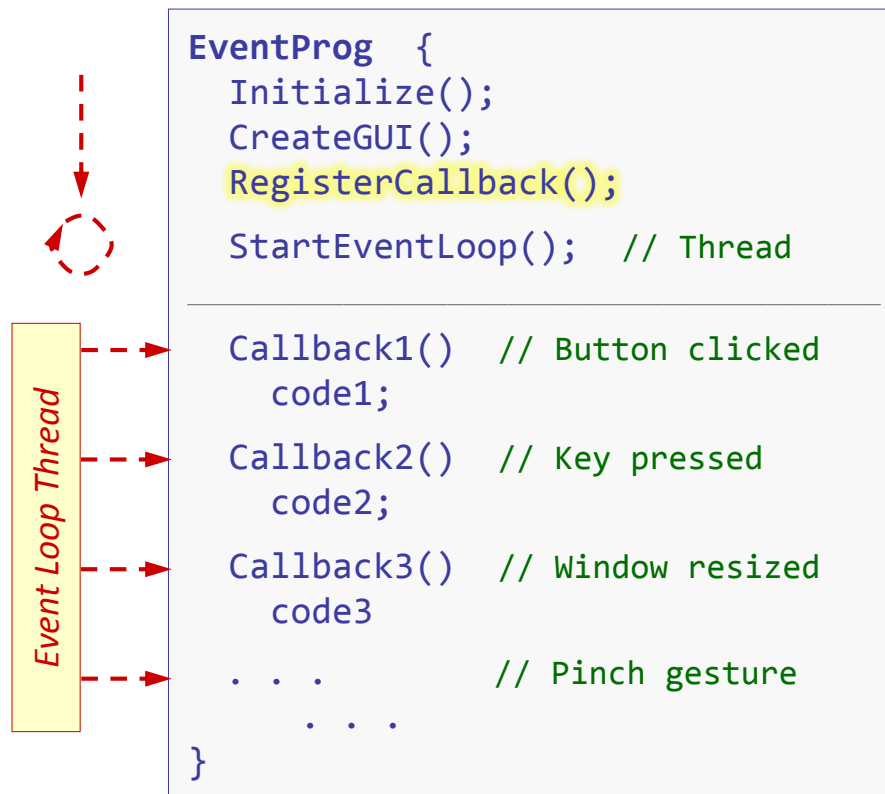 EventProg {
Initialize();
CreateGUI();
RegisterCallback();
StartEventLoop(); // Thread
Event Loop Thread
Callback1() // Button clicked
code1;
Callback2() // Key pressed
code2;
Callback3() // Window resized
code3
. . . // Pinch gesture
. . .
}